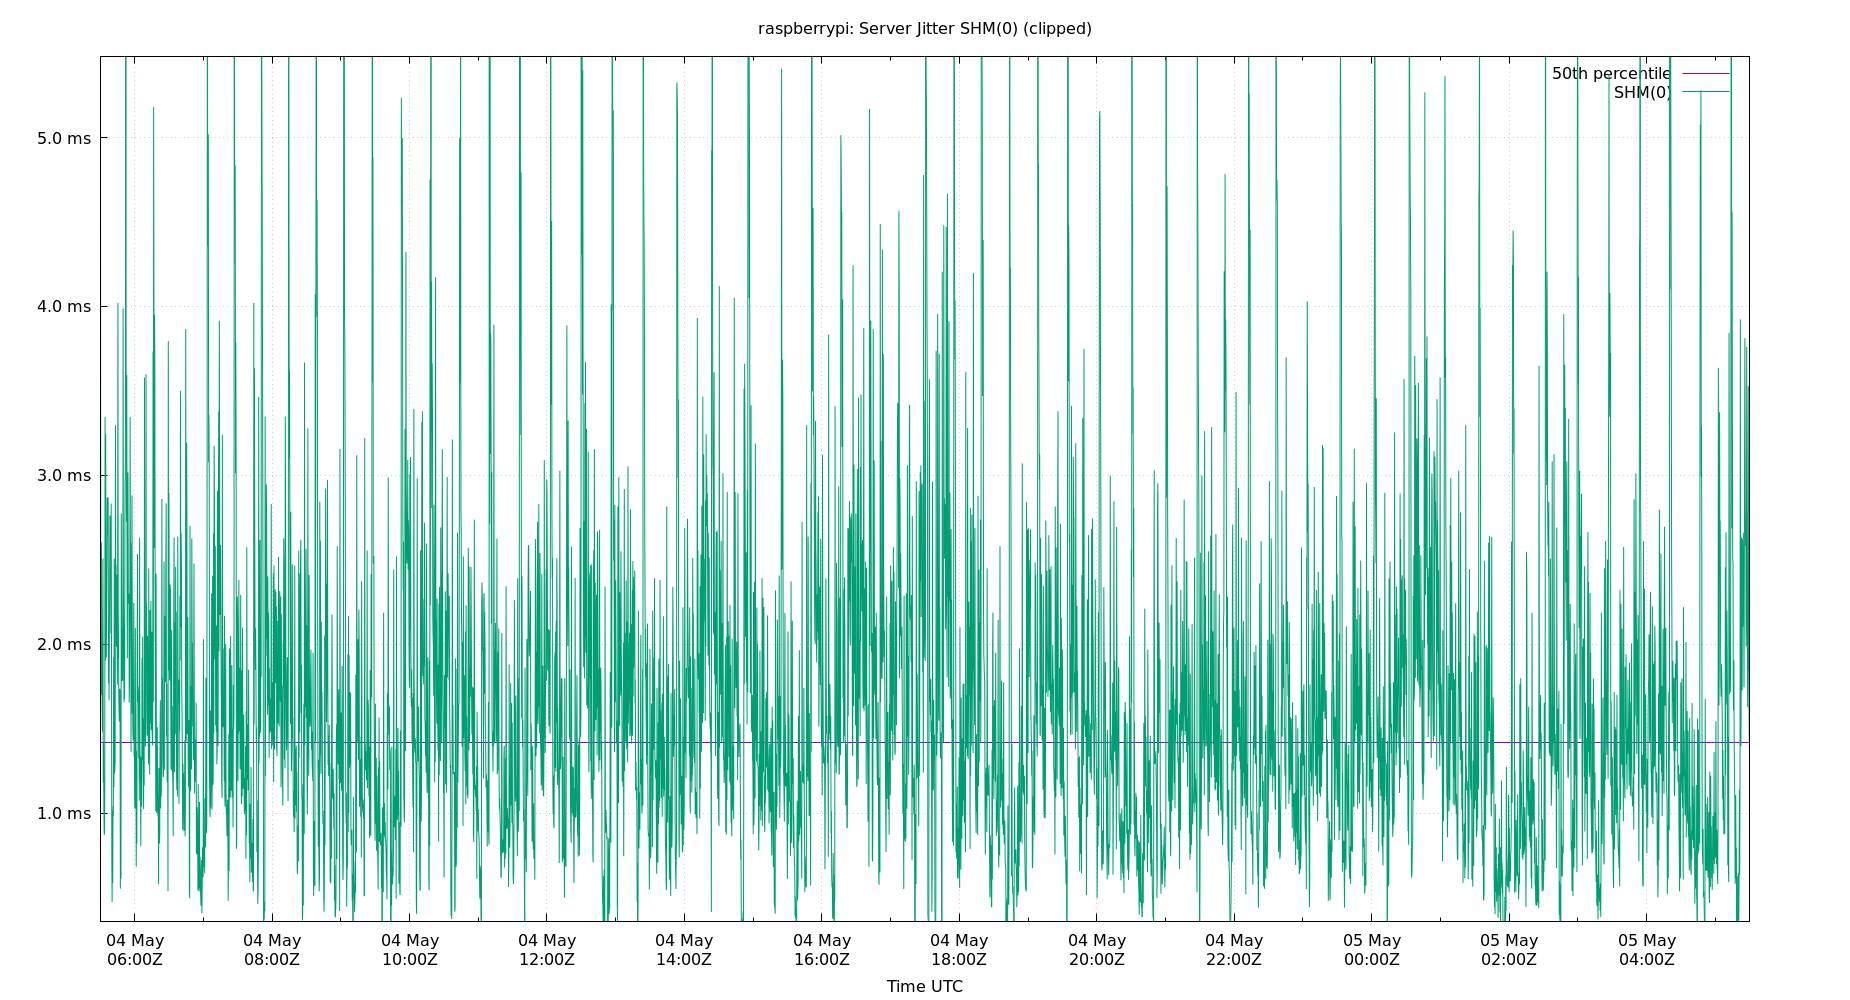 raspberrypi: Server Jitter SHM(0) (clipped)
50th percentile
SHM(0)
5.0 ms
4.0 ms
3.0 ms
2.0 ms
1.0 ms
04 May 04 May 04 May 04 May 04 May 04 May 04 May 04 May 04 May 05 May 05 May 05 May
06:00Z 08:00Z 10:00Z 12:00Z 14:00Z 16:00Z 18:00Z 20:00Z 22:00Z 00:00Z 02:00Z 04:00Z
Time UTC